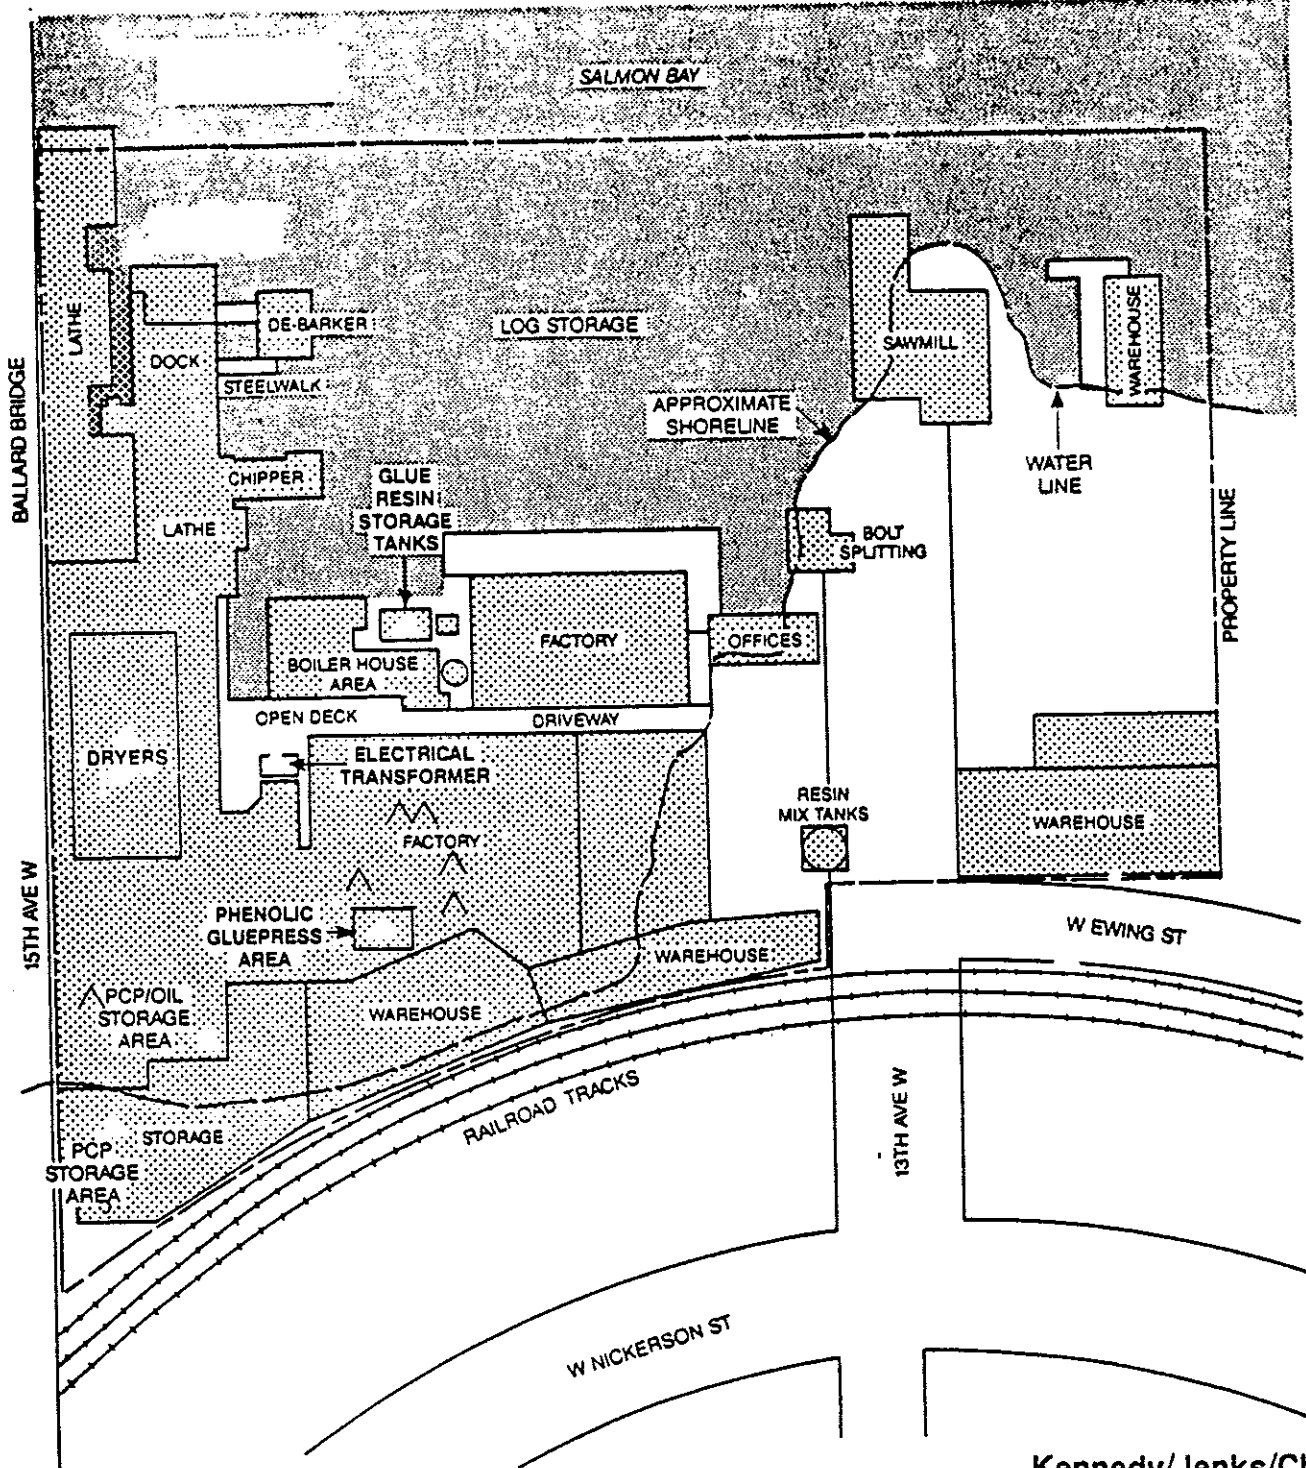 SALMON BAY
LATHE
DOCK
DE-BARKER
STEELWALK
LOG STORAGE
SAWMILL
WAREHOUSE
APPROXIMATE
SHORELINE
WATER
LINE
BALLARD BRIDGE
CHIPPER
LATHE
GLUE
RESIN
STORAGE
TANKS
BOLT
SPLITTING
PROPERTY LINE
FACTORY
OFFICES
BOILER HOUSE
AREA
OPEN DECK
DRIVEWAY
DRYERS
ELECTRICAL
TRANSFORMER
FACTORY
RESIN
MIX TANKS
WAREHOUSE
15TH AVE W
PHENOLIC
GLUEPRESS
AREA
WAREHOUSE
W EWING ST
PCP/OIL
STORAGE
AREA
WAREHOUSE
STORAGE
PCP
STORAGE
AREA
RAILROAD TRACKS
13TH AVE W
W NICKERSON ST
Kennedy/Jenks/